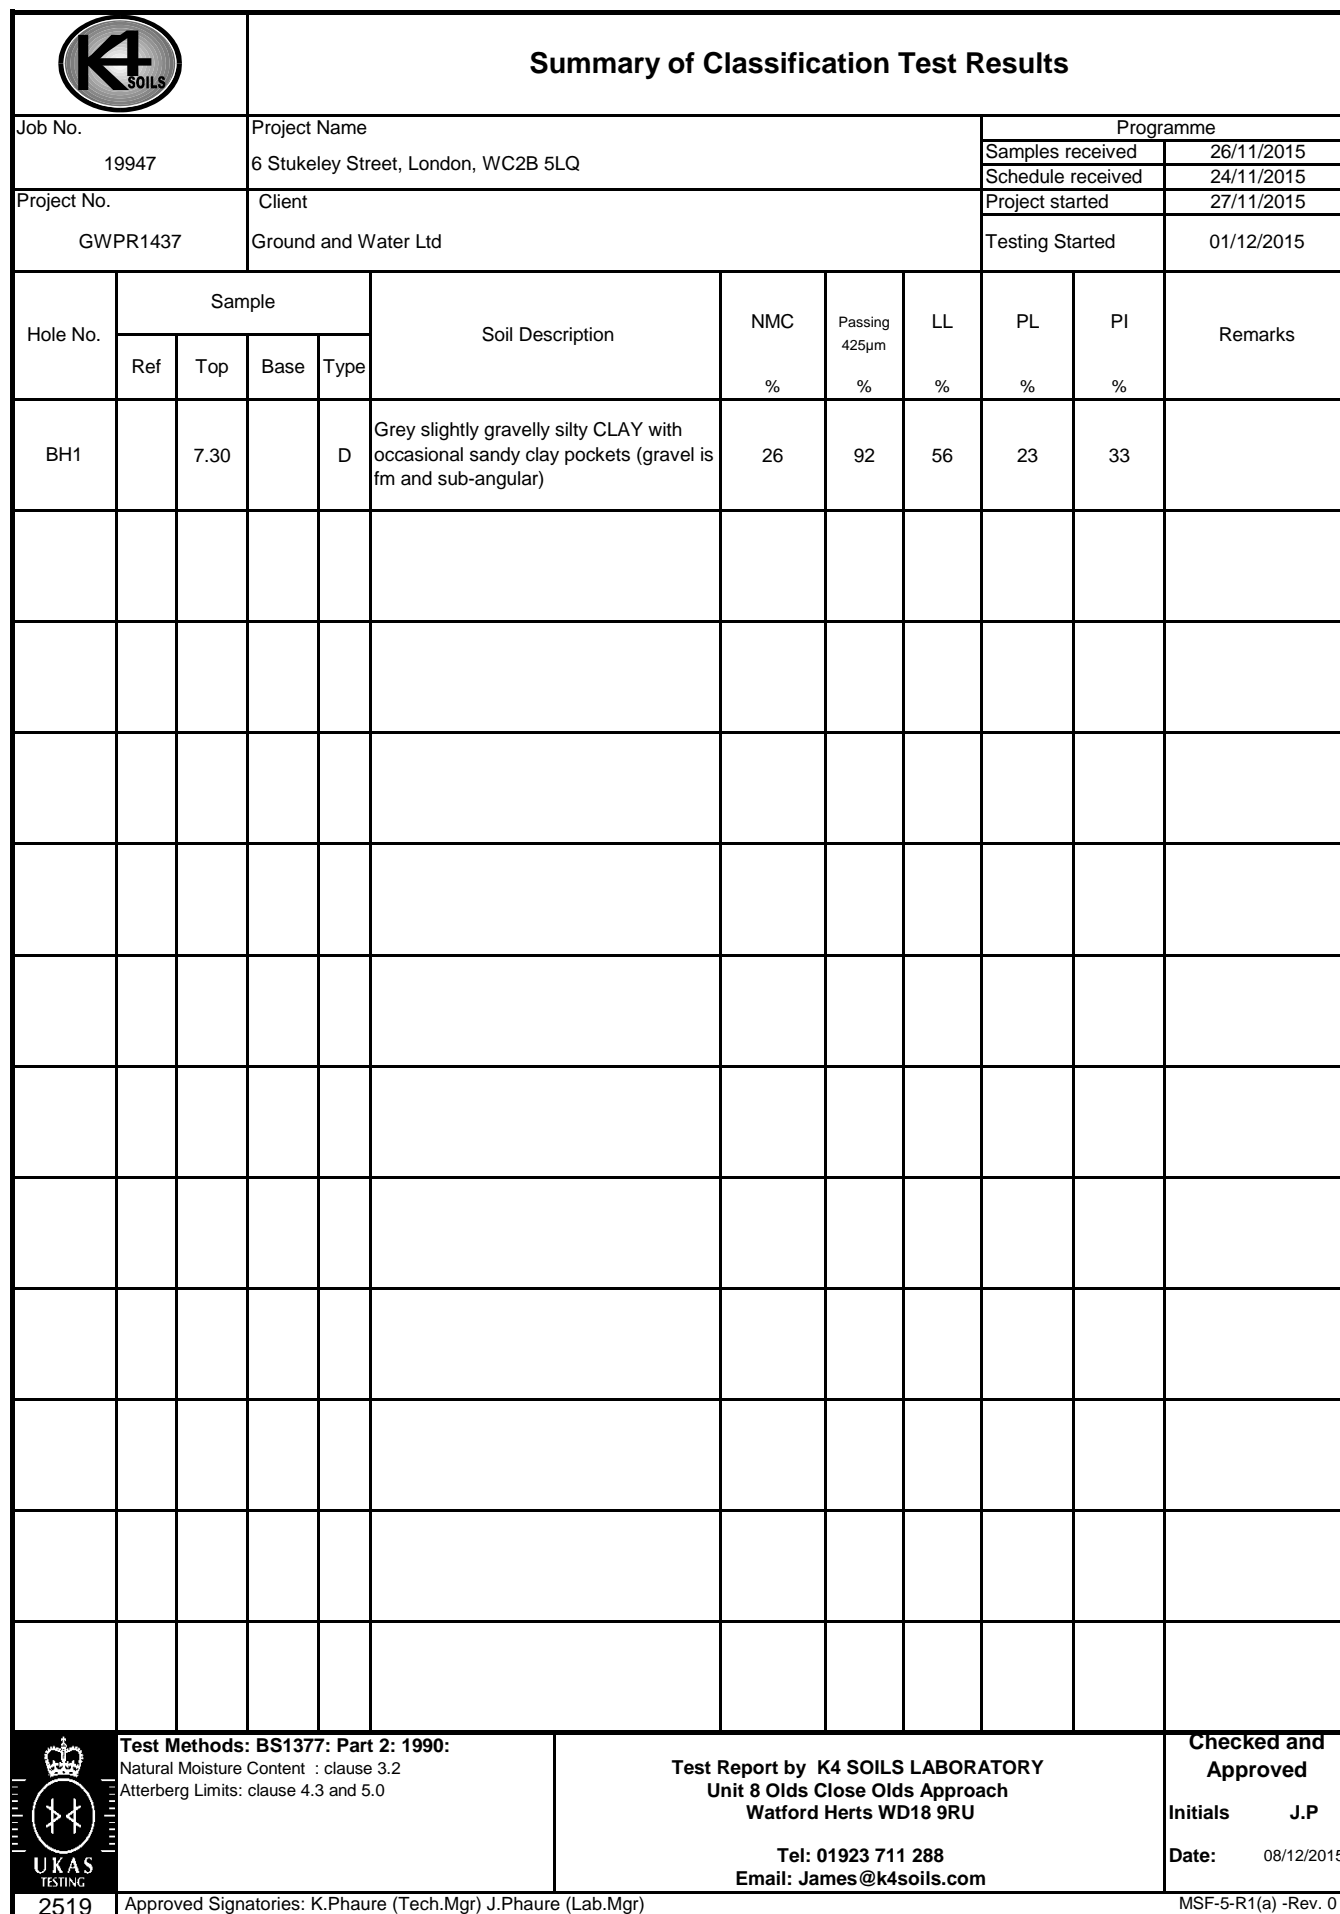 K4
SOILS
Summary of Classification Test Results
Job No.
19947
Project Name
6 Stukeley Street, London, WC2B 5LQ
Programme
Samples received 26/11/2015
Schedule received 24/11/2015
Project No.
GWPR1437
Client
Ground and Water Ltd
Project started 27/11/2015
Testing Started 01/12/2015
Hole No.
Sample
Ref Top Base Type
Soil Description
NMC
%
Passing
425µm
%
LL
%
PL
%
PI
%
Remarks
BH1 7.30 D
Grey slightly gravelly silty CLAY with
occasional sandy clay pockets (gravel is
fm and sub-angular)
26 92 56 23 33
UKAS
TESTING
2519
Test Methods: BS1377: Part 2: 1990:
Natural Moisture Content : clause 3.2
Atterberg Limits: clause 4.3 and 5.0
Test Report by K4 SOILS LABORATORY
Unit 8 Olds Close Olds Approach
Watford Herts WD18 9RU
Tel: 01923 711 288
Email: James@k4soils.com
Checked and
Approved
Initials J.P
Date: 08/12/2015
Approved Signatories: K.Phaure (Tech.Mgr) J.Phaure (Lab.Mgr)
MSF-5-R1(a) -Rev. 0